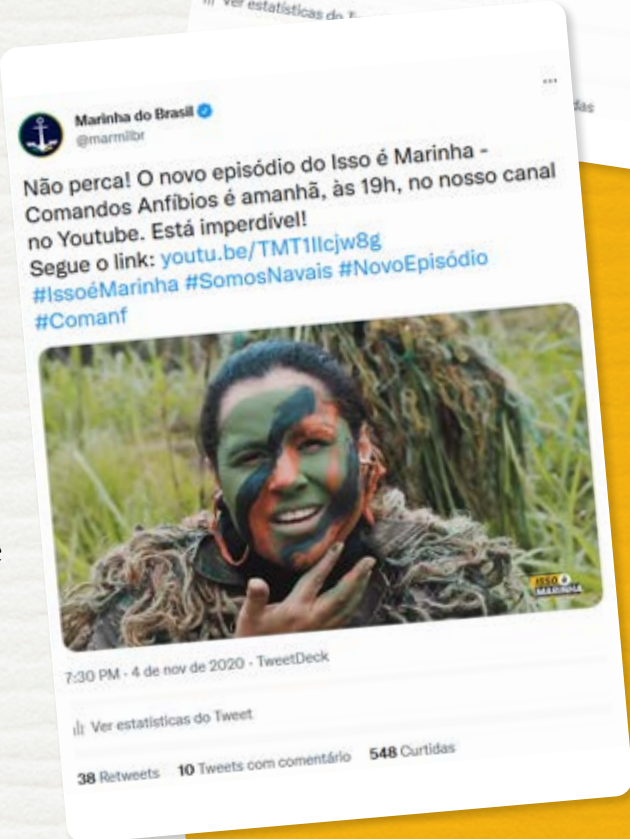 Ver estatísticas do T
das
Marinha do Brasil
@marmilbr
Não perca! O novo episódio do Isso é Marinha -
Comandos Anfíbios é amanhã, às 19h, no nosso canal
no Youtube. Está imperdível!
Segue o link: youtu.be/TMT1IIcjw8g
#IssoéMarinha #SomosNavais #NovoEpisódio
#Comanf
ISSO é
MARINHA
7:30 PM · 4 de nov de 2020 · TweetDeck
Ver estatísticas do Tweet
38 Retweets 10 Tweets com comentário 548 Curtidas
e